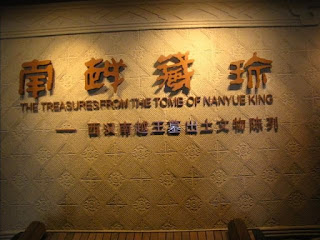 南越藏珍
THE TREASURES FROM THE TOMB OF NANYUE KING
—— 西汉南越王墓出土文物陈列